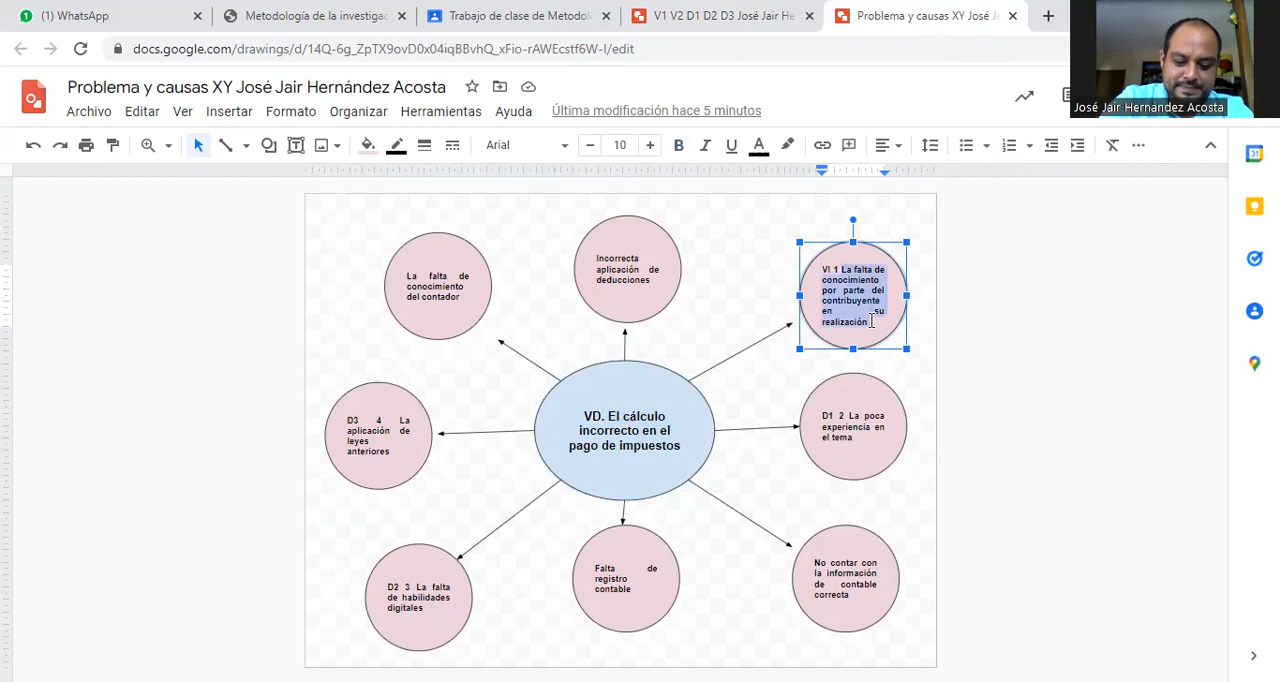 (1) WhatsApp
Metodología de la investigac
Trabajo de clase de Metodolo
V1 V2 D1 D2 D3 José Jair He
Problema y causas XY José J
docs.google.com/drawings/d/14Q-6g_ZpTX9ovD0x04iqBBvhQ_xFio-rAWEcstf6W-I/edit
Problema y causas XY José Jair Hernández Acosta
Archivo Editar Ver Insertar Formato Organizar Herramientas Ayuda Última modificación hace 5 minutos
José Jair Hernández Acosta
Arial 10
La falta de
conocimiento
del contador
Incorrecta
aplicación de
deducciones
VI 1 La falta de
conocimiento
por parte del
contribuyente
en su
realización
D3 4 La
aplicación de
leyes
anteriores
VD. El cálculo
incorrecto en el
pago de impuestos
D1 2 La poca
experiencia en
el tema
D2 3 La falta
de habilidades
digitales
Falta de
registro
contable
No contar con
la información
de contable
correcta
31